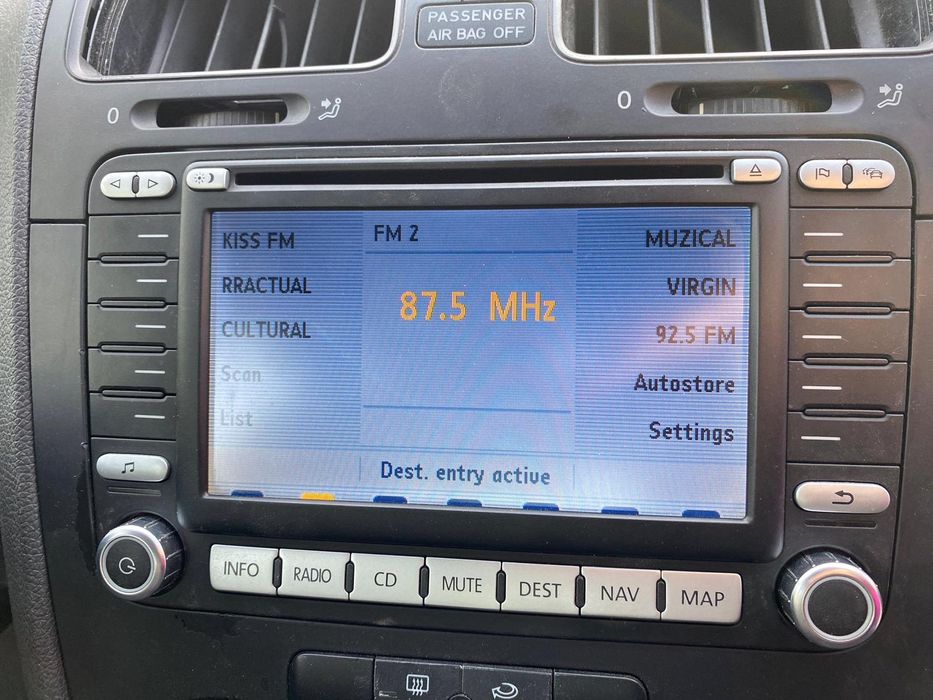 PASSENGER
AIR BAG OFF
0
0
KISS FM
FM 2
MUZICAL
RRACTUAL
87.5 MHz
VIRGIN
CULTURAL
92.5 FM
Scan
Autostore
List
Settings
Dest. entry active
INFO
RADIO
CD
MUTE
DEST
NAV
MAP